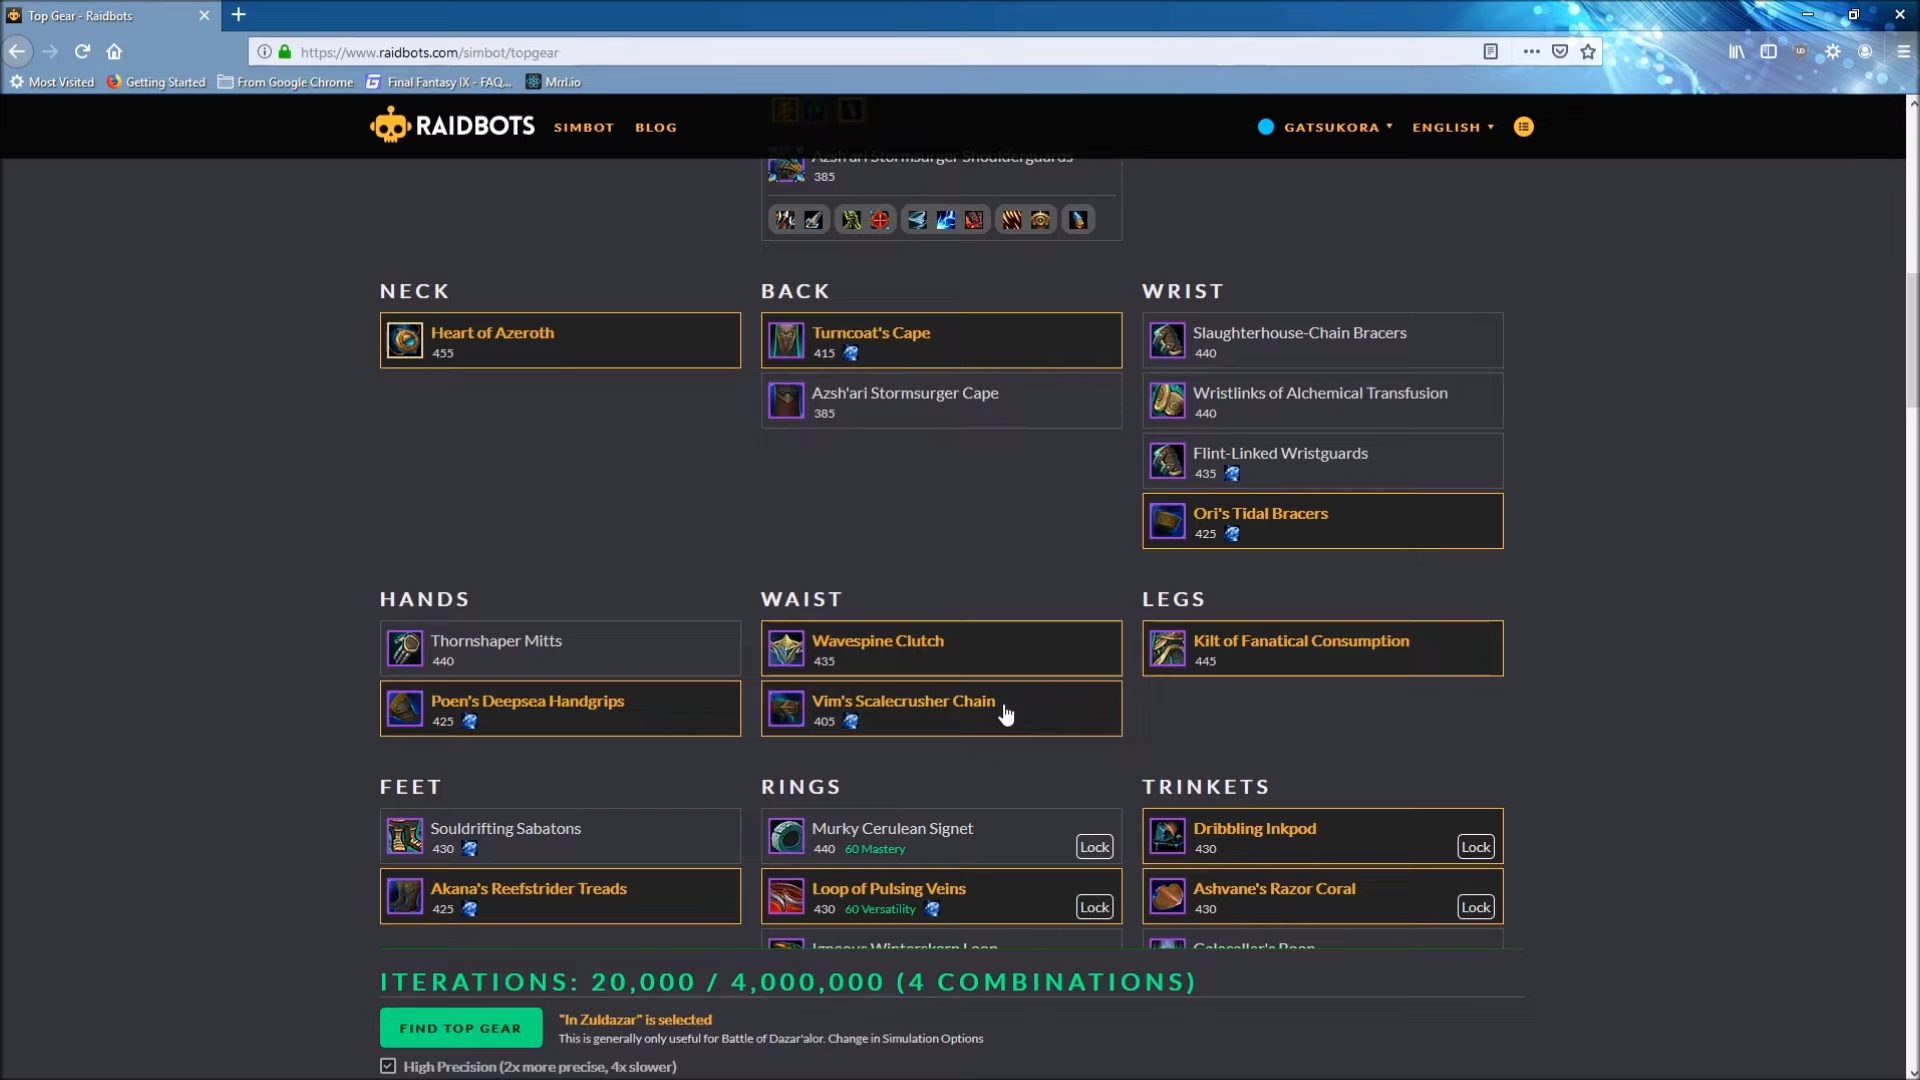 Top Gear - Raidbots
https://www.raidbots.com/simbot/topgear
Most Visited
Getting Started
From Google Chrome
Final Fantasy IX - FAQ...
Mrrl.io
RAIDBOTS
SIMBOT
BLOG
GATSUKORA
ENGLISH
Azsh'ari Stormsurger Shoulderguards
385
NECK
Heart of Azeroth
455
BACK
Turncoat's Cape
415
Azsh'ari Stormsurger Cape
385
WRIST
Slaughterhouse-Chain Bracers
440
Wristlinks of Alchemical Transfusion
440
Flint-Linked Wristguards
435
Ori's Tidal Bracers
425
HANDS
Thornshaper Mitts
440
Poen's Deepsea Handgrips
425
WAIST
Wavespine Clutch
435
Vim's Scalecrusher Chain
405
LEGS
Kilt of Fanatical Consumption
445
FEET
Souldrifting Sabatons
430
Akana's Reefstrider Treads
425
RINGS
Murky Cerulean Signet
440 60 Mastery
Lock
Loop of Pulsing Veins
430 60 Versatility
Lock
TRINKETS
Dribbling Inkpod
430
Lock
Ashvane's Razor Coral
430
Lock
ITERATIONS: 20,000 / 4,000,000 (4 COMBINATIONS)
FIND TOP GEAR
"In Zuldazar" is selected
This is generally only useful for Battle of Dazar'alor. Change in Simulation Options
High Precision (2x more precise, 4x slower)